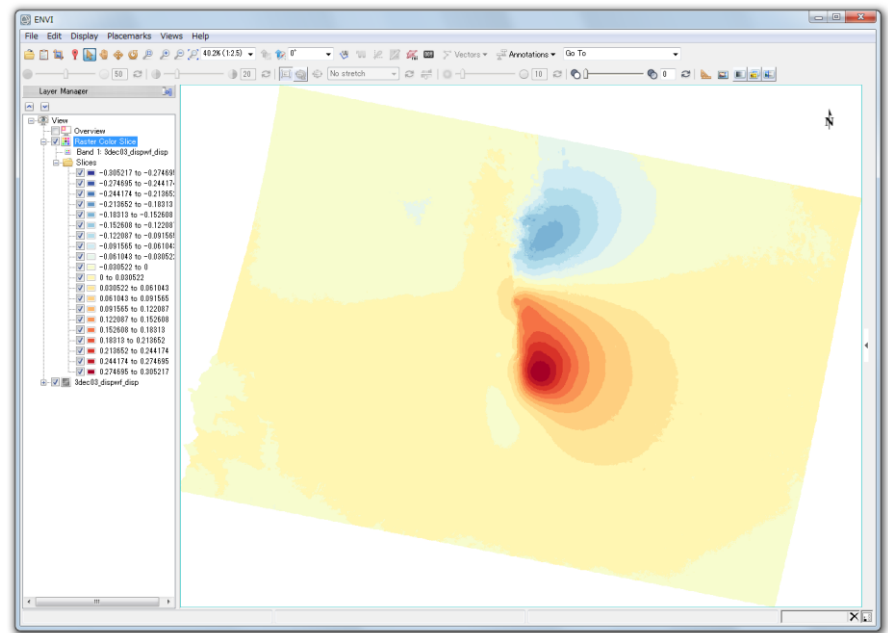 ENVI
File Edit Display Placemarks Views Help
40.2% (1:2.5) 0° Vectors Annotations Go To
50 20 No stretch 10 0
Layer Manager
View
Overview
Raster Color Slice
Band 1: 3dec03_dispwf_disp
Slices
-0.305217 to -0.274695
-0.274695 to -0.24417
-0.244174 to -0.213652
-0.213652 to -0.18313
-0.18313 to -0.152608
-0.152608 to -0.122087
-0.122087 to -0.091565
-0.091565 to -0.061043
-0.061043 to -0.030522
-0.030522 to 0
0 to 0.030522
0.030522 to 0.061043
0.061043 to 0.091565
0.091565 to 0.122087
0.122087 to 0.152608
0.152608 to 0.18313
0.18313 to 0.213652
0.213652 to 0.244174
0.244174 to 0.274695
0.274695 to 0.305217
3dec03_dispwf_disp
N